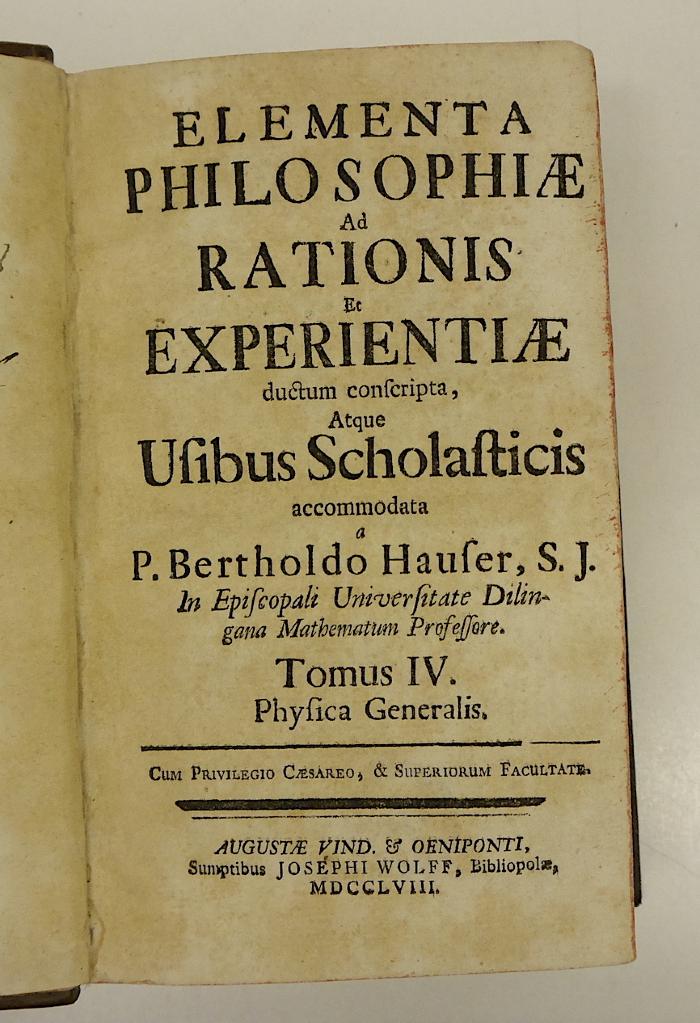 ELEMENTA
PHILOSOPHIÆ
Ad
RATIONIS
Et
EXPERIENTIÆ
ductum conſcripta,
Atque
Uſibus Scholaſticis
accommodata
a
P. Bertholdo Hauſer, S. J.
In Epiſcopali Univerſitate Dilin-
gana Mathematum Profeſſore.
Tomus IV.
Phyſica Generalis.
CUM PRIVILEGIO CÆSAREO, & SUPERIORUM FACULTATE.
AUGUSTÆ VIND. & OENIPONTI,
Sumptibus JOSEPHI WOLFF, Bibliopolæ,
MDCCLVIII.